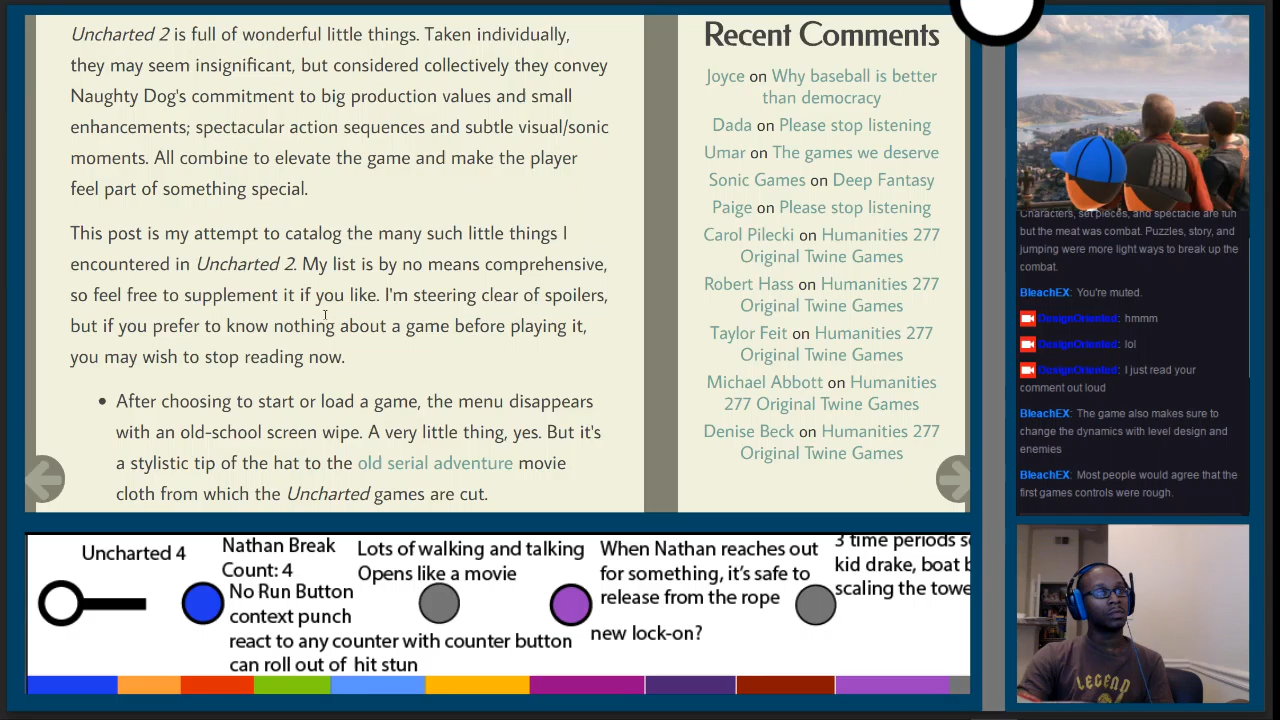 Uncharted 2 is full of wonderful little things. Taken individually,
they may seem insignificant, but considered collectively they convey
Naughty Dog's commitment to big production values and small
enhancements; spectacular action sequences and subtle visual/sonic
moments. All combine to elevate the game and make the player
feel part of something special.
This post is my attempt to catalog the many such little things I
encountered in Uncharted 2. My list is by no means comprehensive,
so feel free to supplement it if you like. I'm steering clear of spoilers,
but if you prefer to know nothing about a game before playing it,
you may wish to stop reading now.
• After choosing to start or load a game, the menu disappears
with an old-school screen wipe. A very little thing, yes. But it's
a stylistic tip of the hat to the old serial adventure movie
cloth from which the Uncharted games are cut.
Recent Comments
Joyce on Why baseball is better
than democracy
Dada on Please stop listening
Umar on The games we deserve
Sonic Games on Deep Fantasy
Paige on Please stop listening
Carol Pilecki on Humanities 277
Original Twine Games
Robert Hass on Humanities 277
Original Twine Games
Taylor Feit on Humanities 277
Original Twine Games
Michael Abbott on Humanities
277 Original Twine Games
Denise Beck on Humanities 277
Original Twine Games
Characters, set pieces, and spectacle are fun
but the meat was combat. Puzzles, story, and
jumping were more light ways to break up the
combat.
BleachEX: You're muted.
DesignOriented: hmmm
DesignOriented: lol
DesignOriented: I just read your
comment out loud
BleachEX: The game also makes sure to
change the dynamics with level design and
enemies
BleachEX: Most people would agree that the
first games controls were rough.
Uncharted 4
Nathan Break
Count: 4
No Run Button
context punch
react to any counter with counter button
can roll out of hit stun
Lots of walking and talking
Opens like a movie
When Nathan reaches out
for something, it's safe to
release from the rope
new lock-on?
3 time periods
kid drake, boat
scaling the
LEGEND